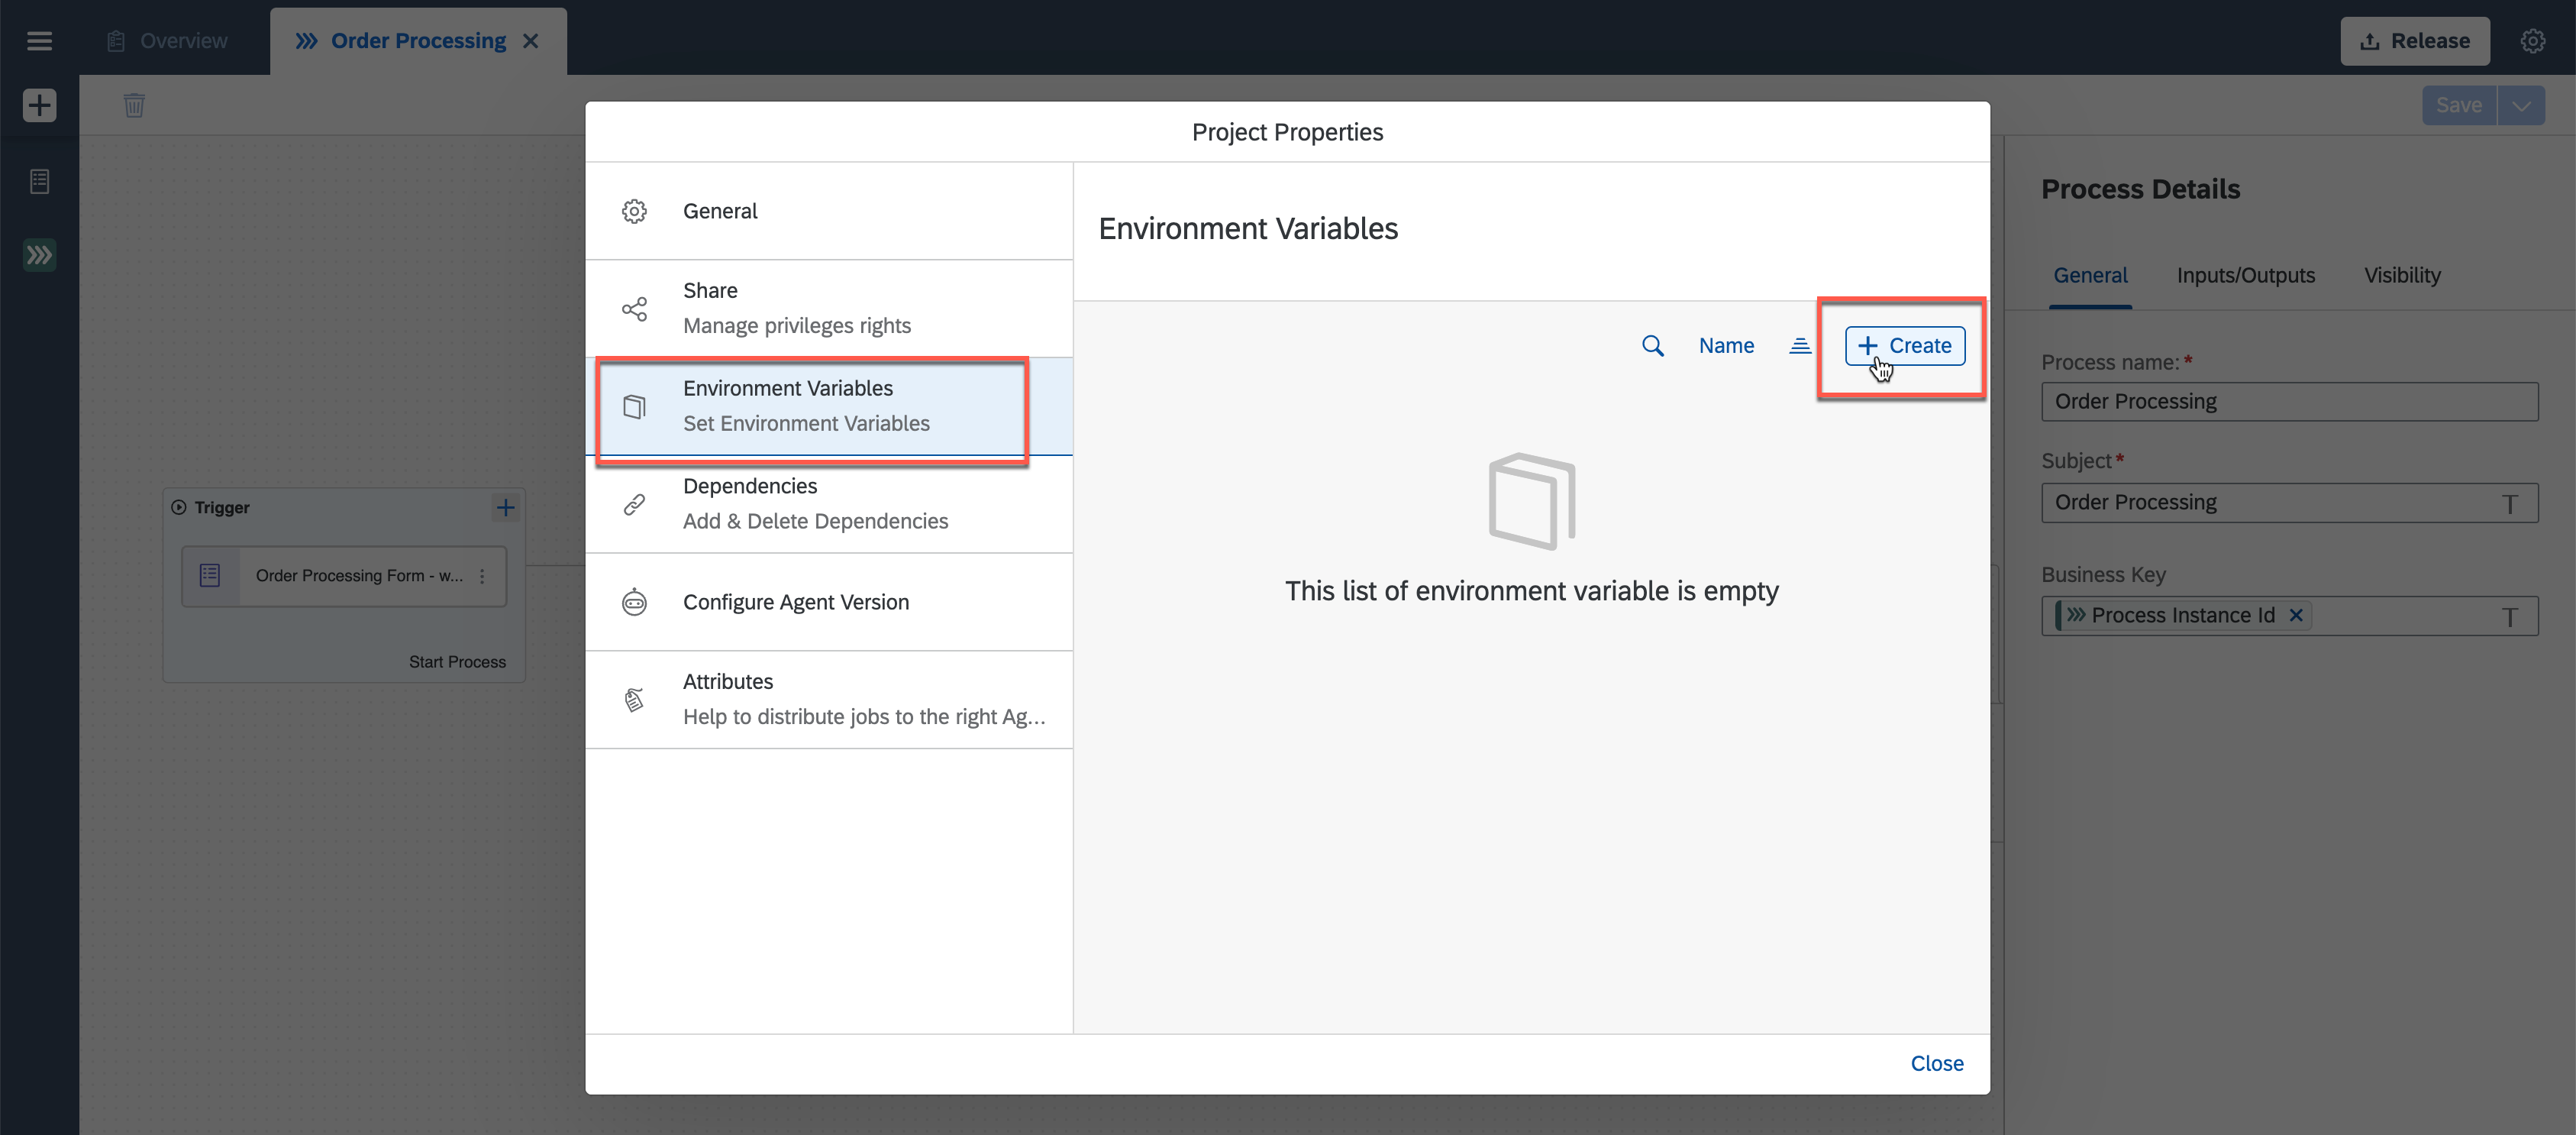 Overview
Order Processing
Release
Save
Project Properties
General
Share
Manage privileges rights
Environment Variables
Set Environment Variables
Dependencies
Add & Delete Dependencies
Configure Agent Version
Attributes
Help to distribute jobs to the right Ag...
Environment Variables
Name
Create
This list of environment variable is empty
Close
Trigger
Order Processing Form - w...
Start Process
Process Details
General
Inputs/Outputs
Visibility
Process name:*
Order Processing
Subject*
Order Processing
Business Key
Process Instance Id